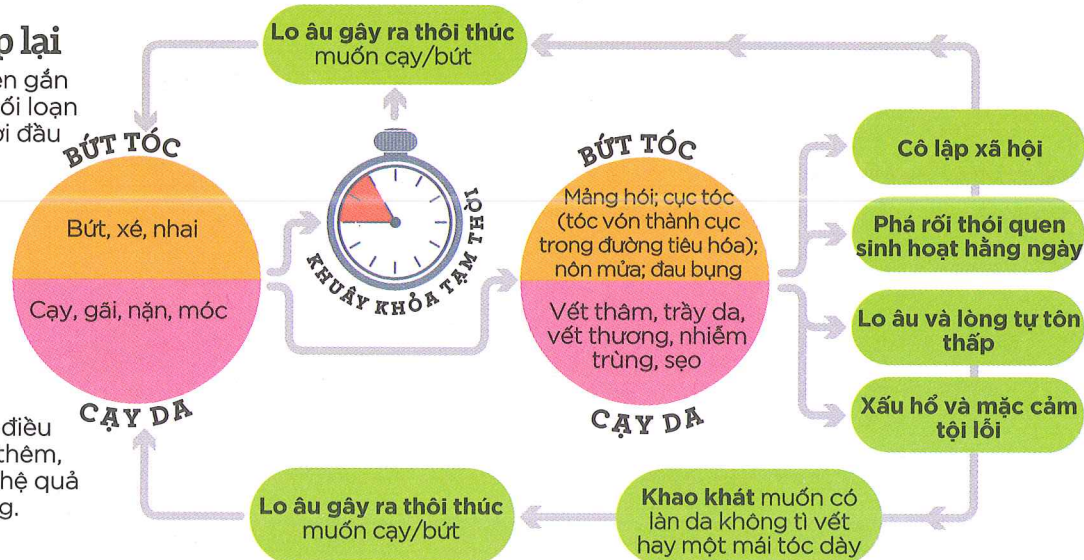 lại
gắn
rối loạn
đầu
Lo âu gây ra thôi thúc
muốn cạy/bứt
BỨT TÓC
Bứt, xé, nhai
Cạy, gãi, nặn, móc
CẠY DA
KHUÂY KHỎA TẠM THỜI
BỨT TÓC
Mảng hói; cục tóc
(tóc vón thành cục
trong đường tiêu hóa);
nôn mửa; đau bụng
Vết thâm, trầy da,
vết thương, nhiễm
trùng, sẹo
CẠY DA
Cô lập xã hội
Phá rối thói quen
sinh hoạt hằng ngày
Lo âu và lòng tự tôn
thấp
Xấu hổ và mặc cảm
tội lỗi
điều
thêm,
hệ quả
Lo âu gây ra thôi thúc
muốn cạy/bứt
Khao khát muốn có
làn da không tì vết
hay một mái tóc dày